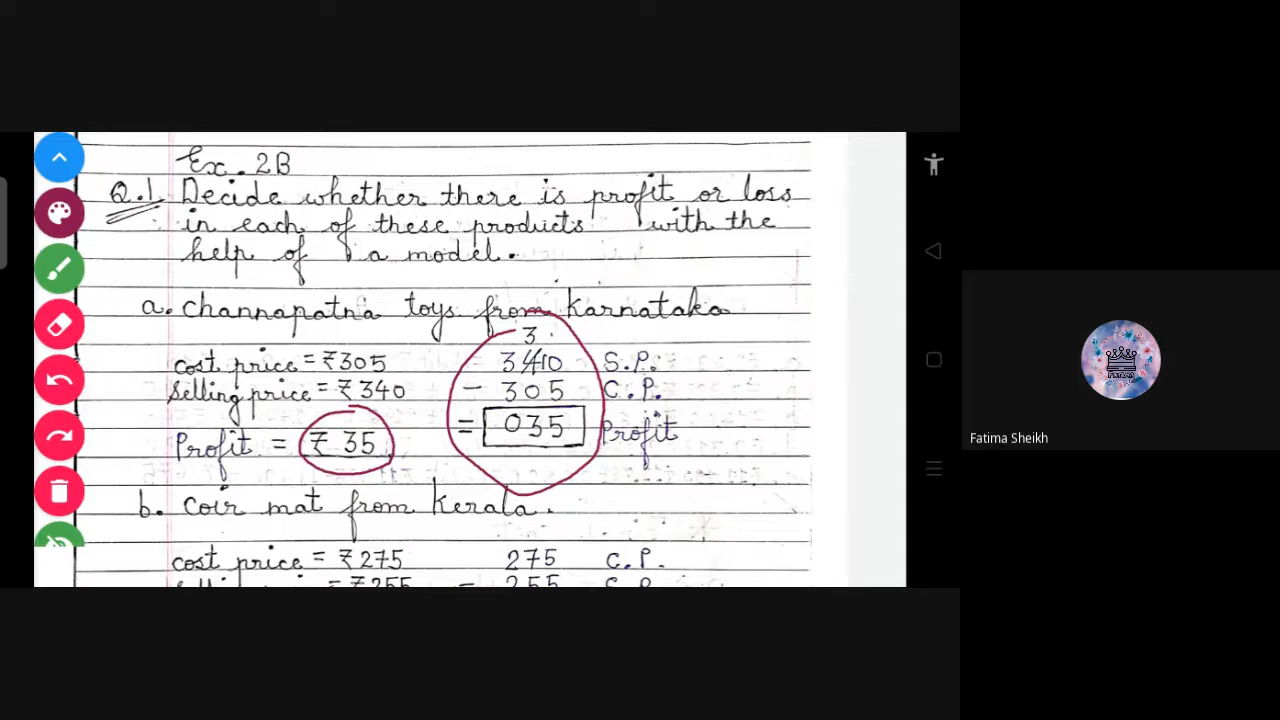 Ex. 2B
Q.1. Decide whether there is profit or loss
in each of these products with the
help of a model.
a. Channapatna toys from Karnataka
3
cost price = ₹305 3410 S.P.
Selling price = ₹340 - 305 C.P.
Profit = ₹ 35 = 035 Profit
b. Coir mat from Kerala.
cost price = ₹275 275 C.P.
= ₹255 - 255
Fatima Sheikh